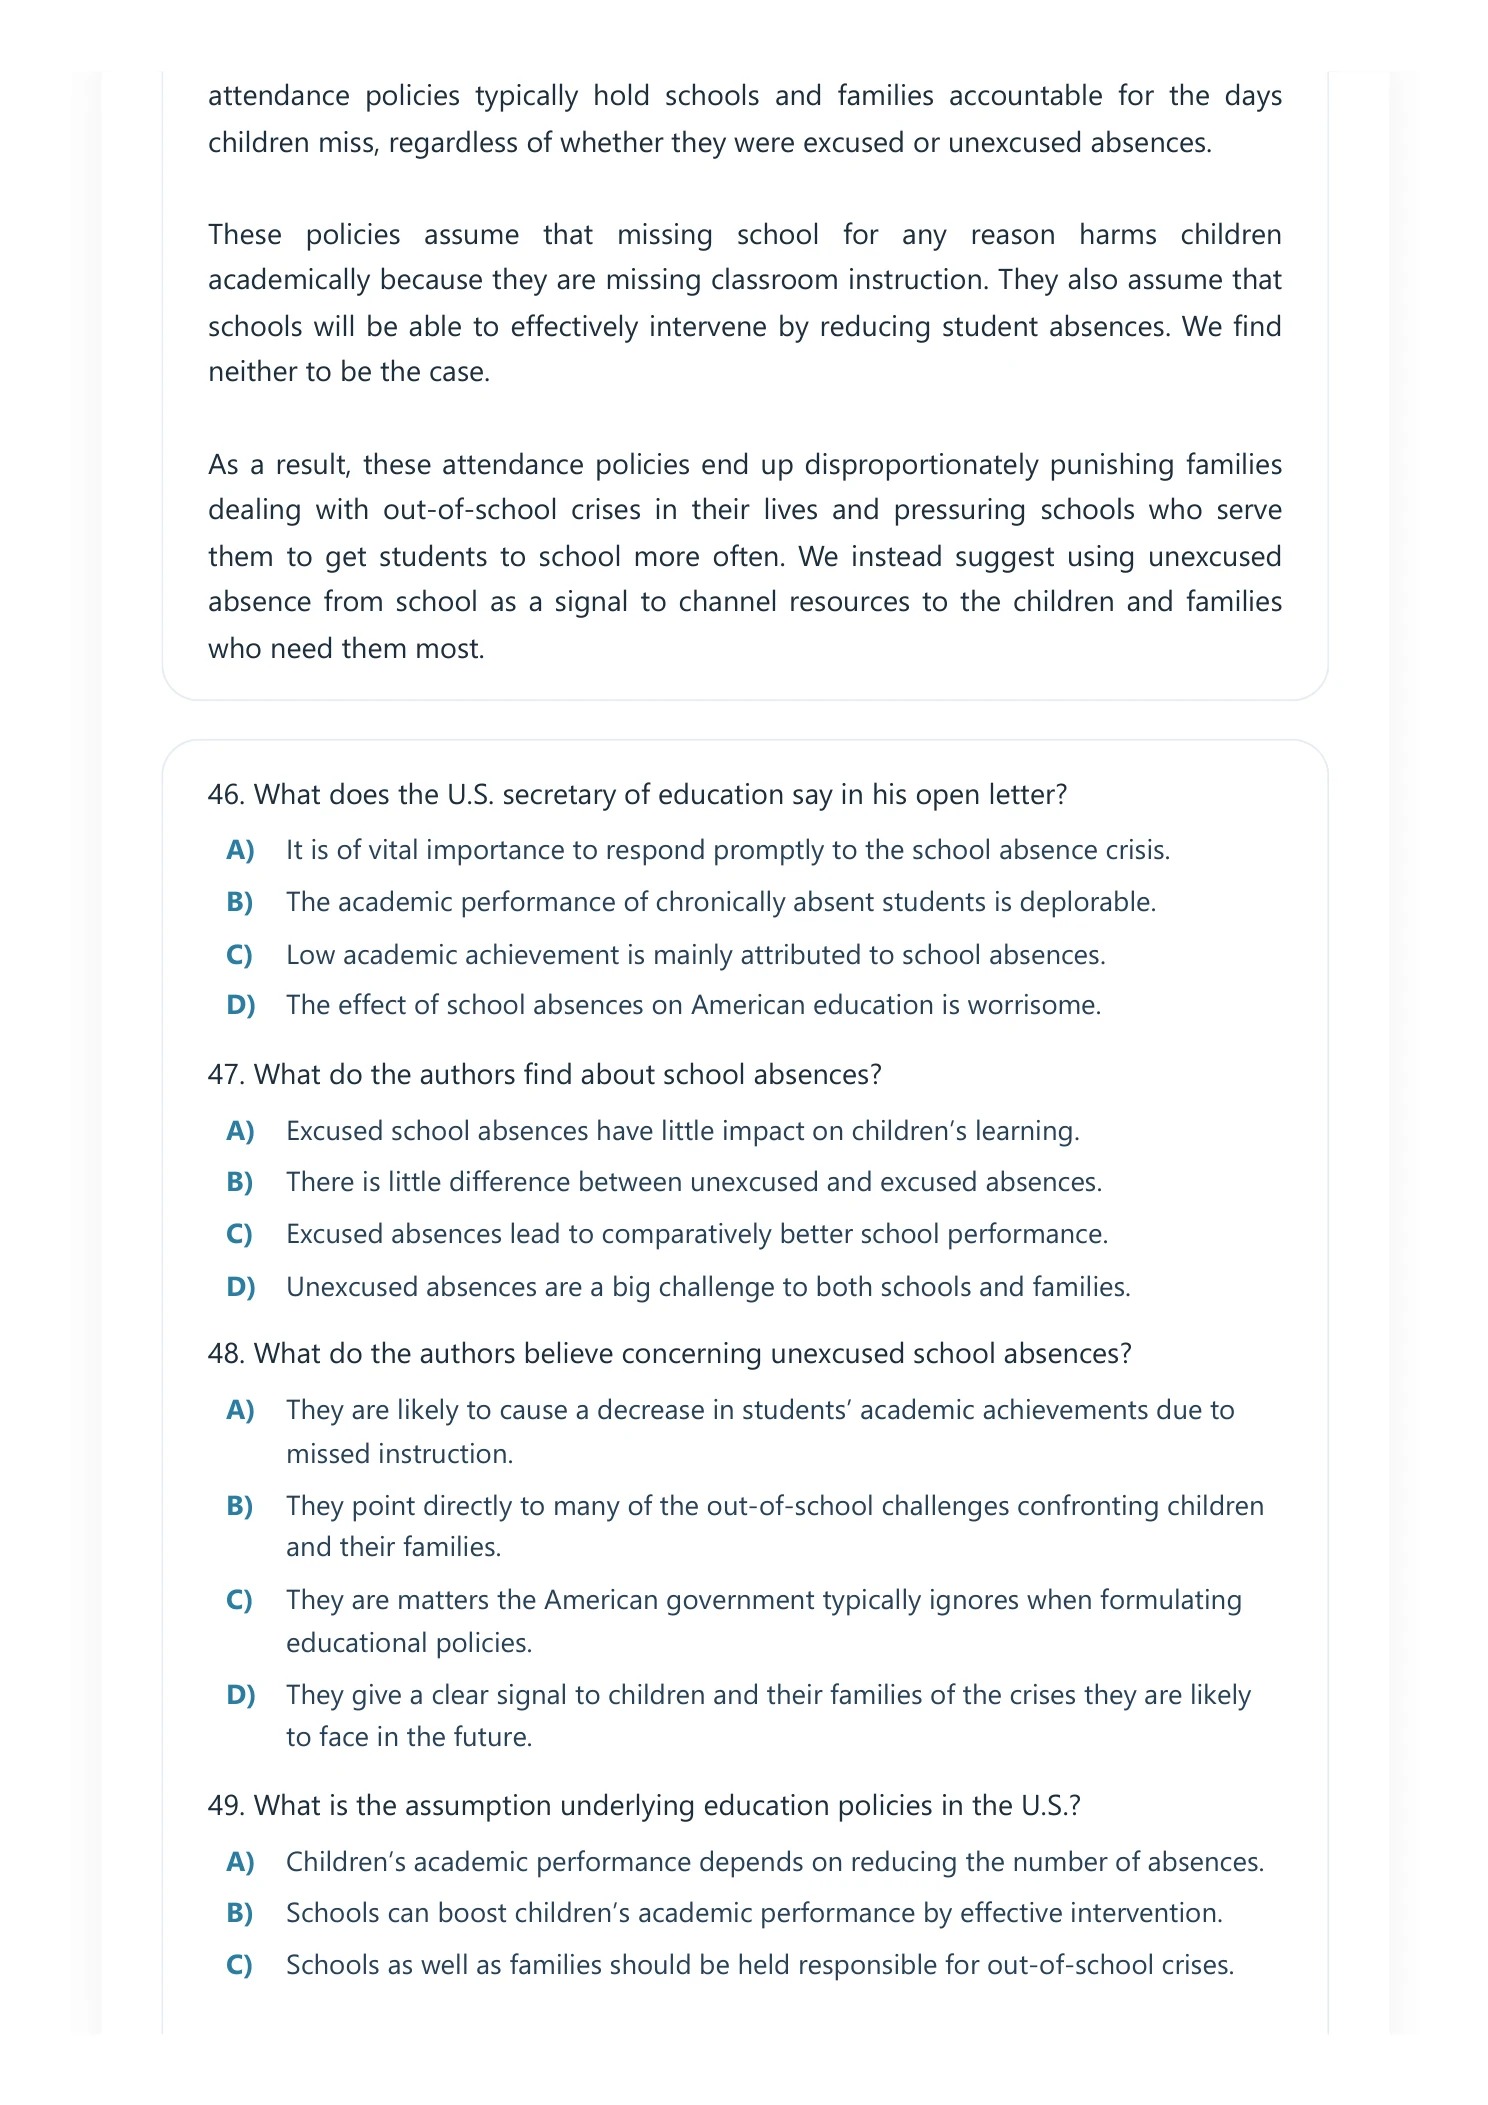 attendance policies typically hold schools and families accountable for the days
children miss, regardless of whether they were excused or unexcused absences.
These policies assume that missing school for any reason harms children
academically because they are missing classroom instruction. They also assume that
schools will be able to effectively intervene by reducing student absences. We find
neither to be the case.
As a result, these attendance policies end up disproportionately punishing families
dealing with out-of-school crises in their lives and pressuring schools who serve
them to get students to school more often. We instead suggest using unexcused
absence from school as a signal to channel resources to the children and families
who need them most.
46. What does the U.S. secretary of education say in his open letter?
A) It is of vital importance to respond promptly to the school absence crisis.
B) The academic performance of chronically absent students is deplorable.
C) Low academic achievement is mainly attributed to school absences.
D) The effect of school absences on American education is worrisome.
47. What do the authors find about school absences?
A) Excused school absences have little impact on children’s learning.
B) There is little difference between unexcused and excused absences.
C) Excused absences lead to comparatively better school performance.
D) Unexcused absences are a big challenge to both schools and families.
48. What do the authors believe concerning unexcused school absences?
A) They are likely to cause a decrease in students’ academic achievements due to
missed instruction.
B) They point directly to many of the out-of-school challenges confronting children
and their families.
C) They are matters the American government typically ignores when formulating
educational policies.
D) They give a clear signal to children and their families of the crises they are likely
to face in the future.
49. What is the assumption underlying education policies in the U.S.?
A) Children’s academic performance depends on reducing the number of absences.
B) Schools can boost children’s academic performance by effective intervention.
C) Schools as well as families should be held responsible for out-of-school crises.